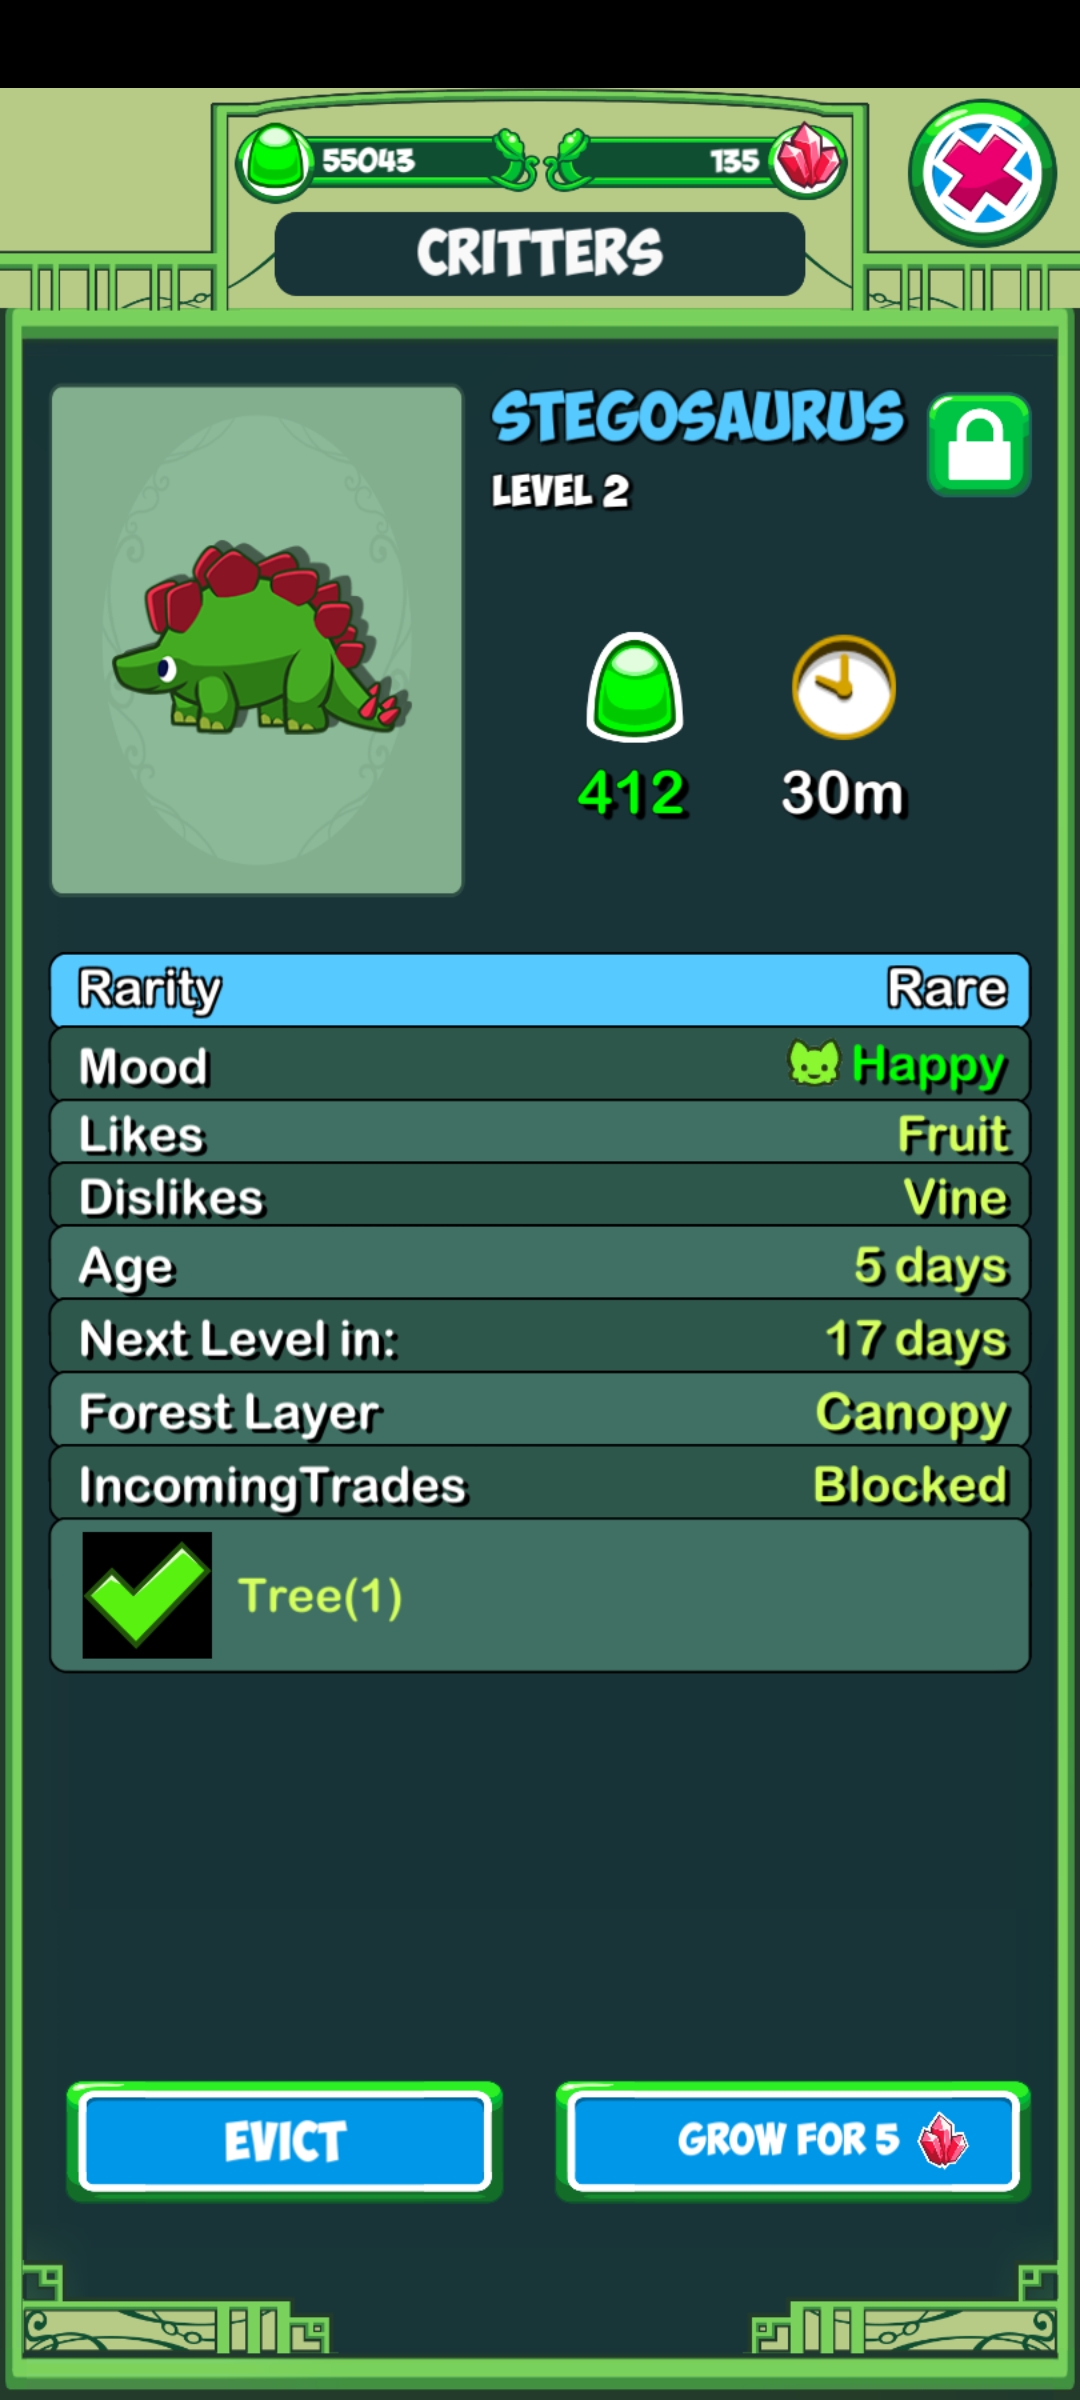 55043
135
CRITTERS
STEGOSAURUS
LEVEL 2
412
30m
Rarity Rare
Mood Happy
Likes Fruit
Dislikes Vine
Age 5 days
Next Level in: 17 days
Forest Layer Canopy
IncomingTrades Blocked
Tree(1)
EVICT
GROW FOR 5